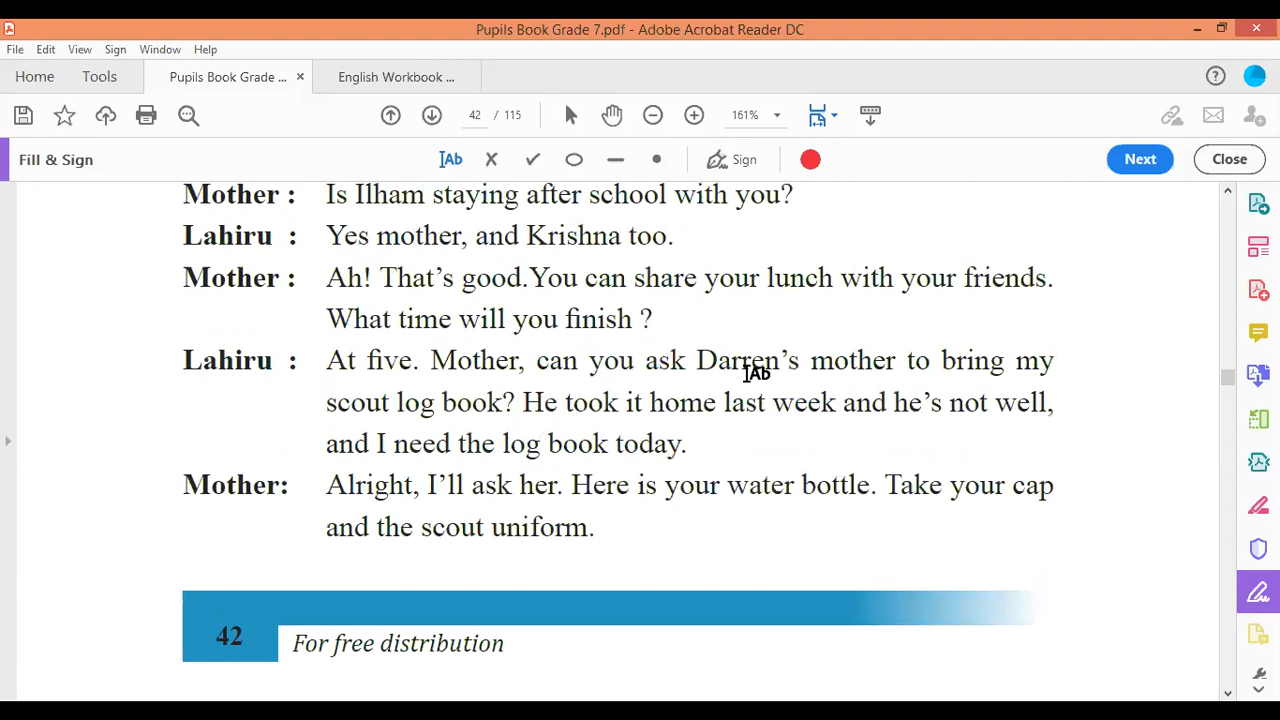 Pupils Book Grade 7.pdf - Adobe Acrobat Reader DC
File Edit View Sign Window Help
Home Tools Pupils Book Grade ... × English Workbook ...
42 / 115 161%
Fill & Sign Ab Sign Next Close
Mother : Is Ilham staying after school with you?
Lahiru : Yes mother, and Krishna too.
Mother : Ah! That’s good.You can share your lunch with your friends.
What time will you finish ?
Lahiru : At five. Mother, can you ask Darren’s mother to bring my
Ab
scout log book? He took it home last week and he’s not well,
and I need the log book today.
Mother: Alright, I’ll ask her. Here is your water bottle. Take your cap
and the scout uniform.
42 For free distribution